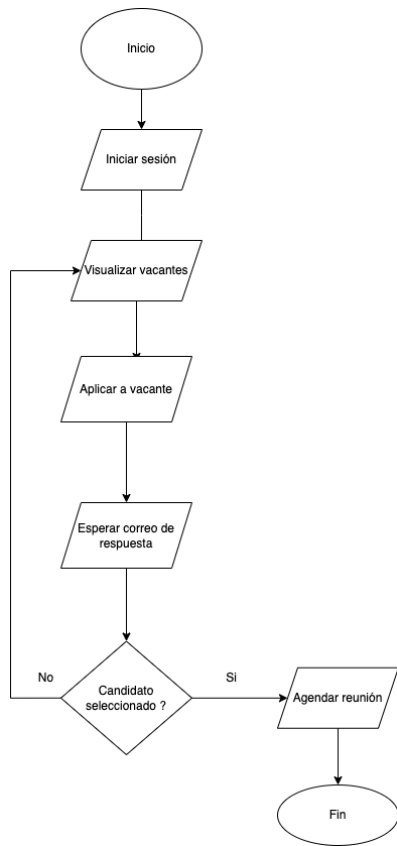 Inicio
Iniciar sesión
Visualizar vacantes
Aplicar a vacante
Esperar correo de
respuesta
No
Candidato
seleccionado ?
Si
Agendar reunión
Fin